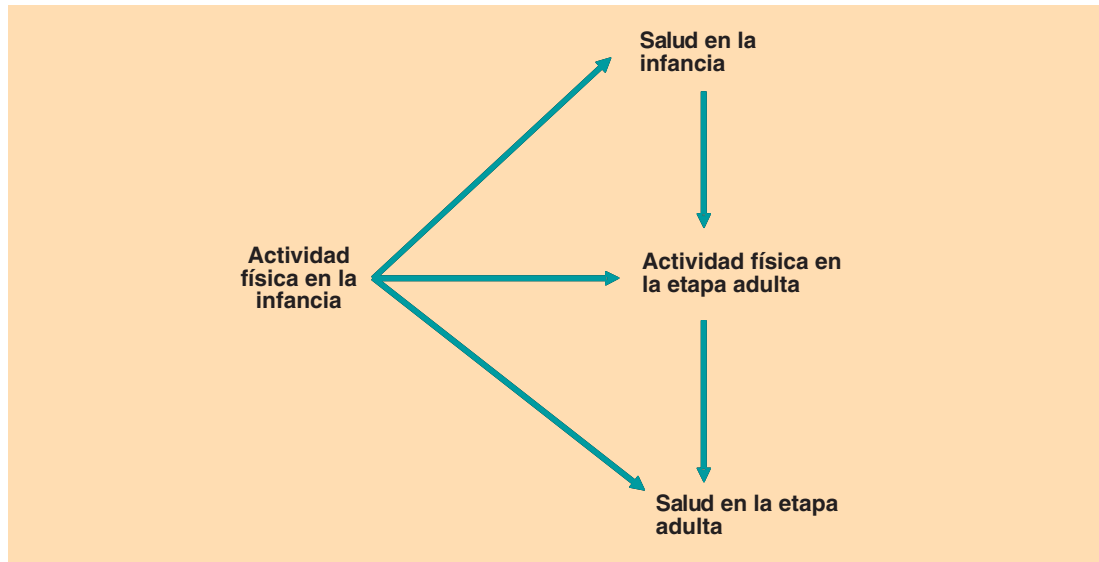 Salud en la
infancia
Actividad
física en la
infancia
Actividad física en
la etapa adulta
Salud en la etapa
adulta